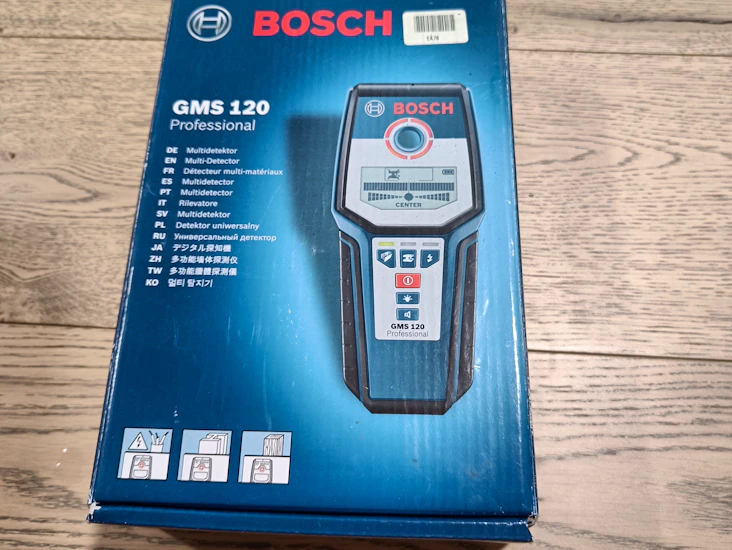 BOSCH
EA78
GMS 120
Professional
DE Multidetektor
EN Multi-Detector
FR Détecteur multi-matériaux
ES Multidetector
PT Multidetector
IT Rilevatore
SV Multidetektor
PL Detektor uniwersalny
RU Универсальный детектор
JA デジタル探知機
ZH 多功能墙体探测仪
TW 多功能牆體探測儀
KO 멀티 탐지기
BOSCH
CENTER
GMS 120
Professional